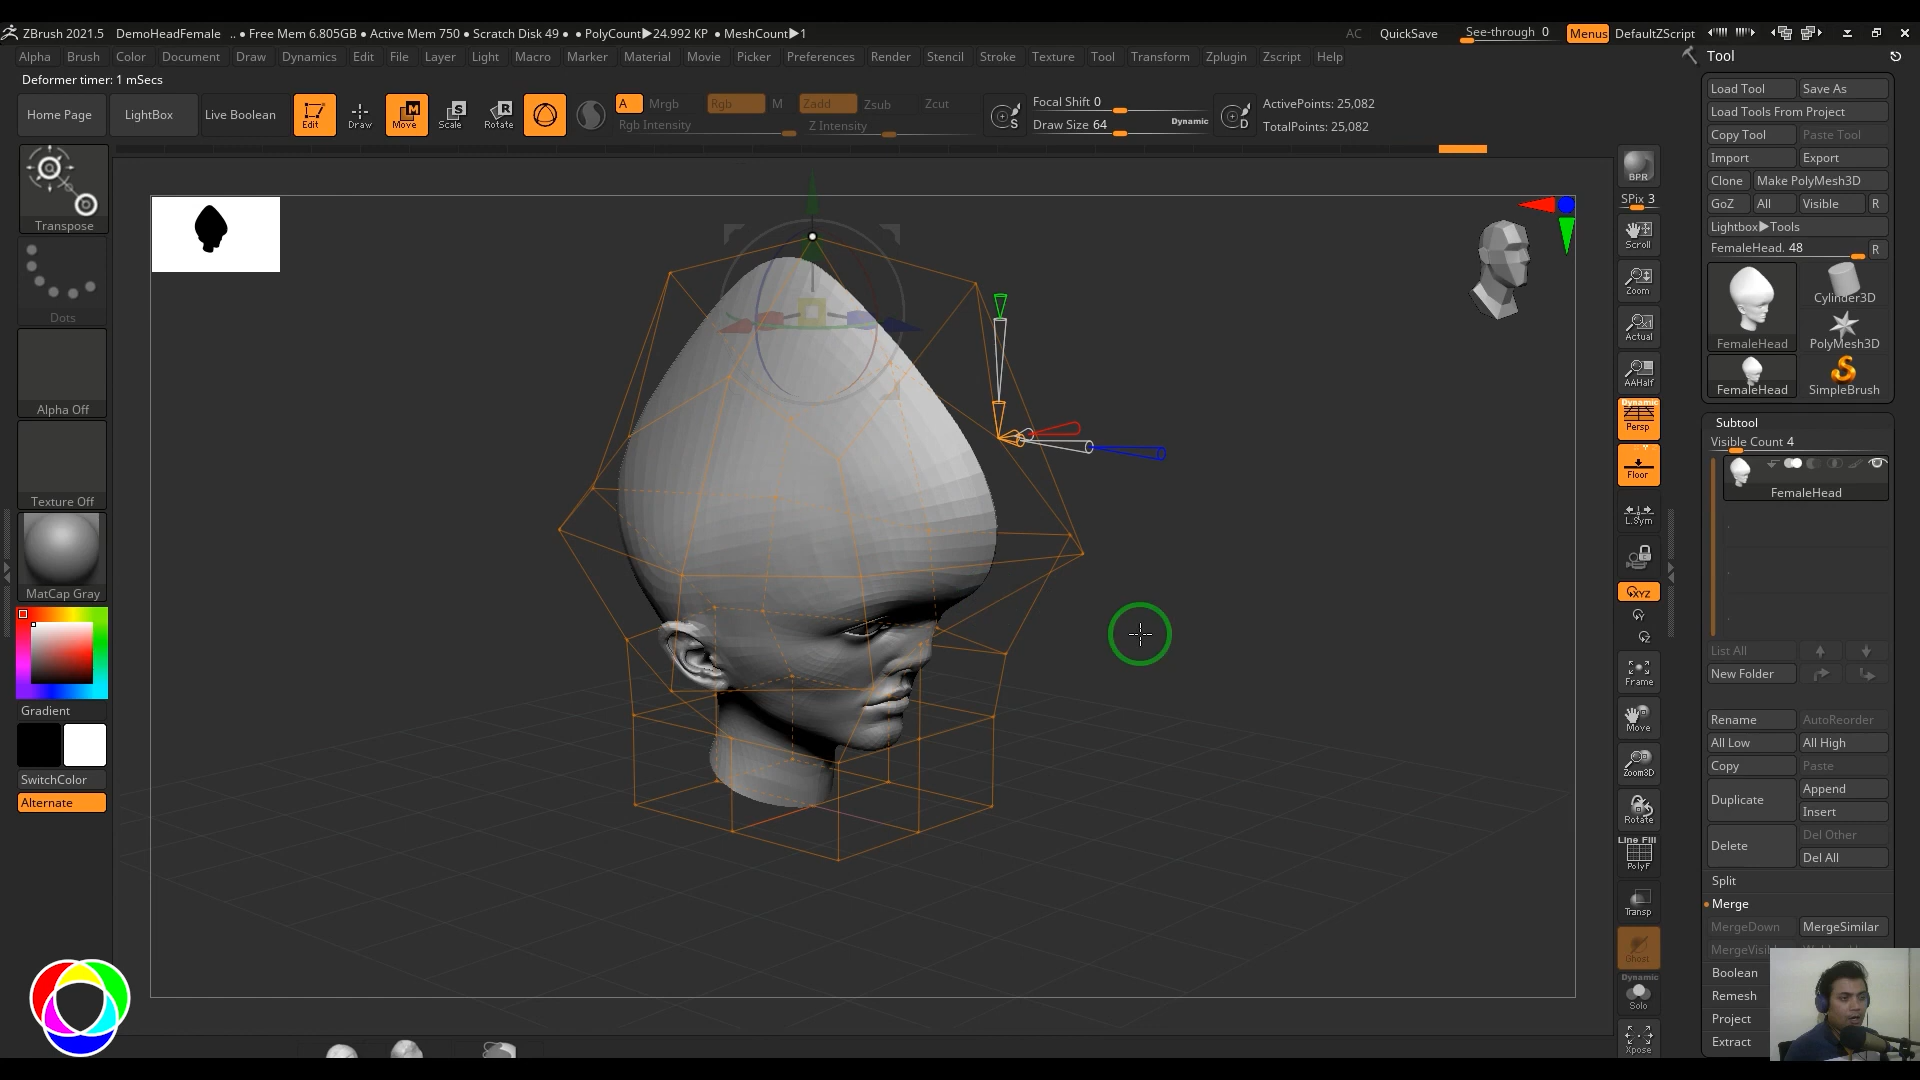 ZBrush 2021.5 DemoHeadFemale .. • Free Mem 6.805GB • Active Mem 750 • Scratch Disk 49 • • PolyCount▶24.992 KP • MeshCount▶1 AC QuickSave See-through 0 Menus DefaultZScript
Alpha Brush Color Document Draw Dynamics Edit File Layer Light Macro Marker Material Movie Picker Preferences Render Stencil Stroke Texture Tool Transform Zplugin Zscript Help
Deformer timer: 1 mSecs
Home Page LightBox Live Boolean Edit Draw Move Scale Rotate
A Mrgb Rgb M Zadd Zsub Zcut
Rgb Intensity Z Intensity
S Focal Shift 0
Draw Size 64 Dynamic D
ActivePoints: 25,082
TotalPoints: 25,082
Transpose
Dots
Alpha Off
Texture Off
MatCap Gray
Gradient
SwitchColor
Alternate
BPR
SPix 3
Scroll
Zoom
Actual
AAHalf
Dynamic
Persp
Floor
L.Sym
XYZ
Y
Z
Frame
Move
Zoom3D
Rotate
Line Fill
PolyF
Transp
Ghost
Dynamic
Solo
Xpose
Tool
Load Tool Save As
Load Tools From Project
Copy Tool Paste Tool
Import Export
Clone Make PolyMesh3D
GoZ All Visible R
Lightbox▶Tools
FemaleHead. 48 R
FemaleHead Cylinder3D
PolyMesh3D
FemaleHead SimpleBrush
Subtool
Visible Count 4
FemaleHead
List All
New Folder
Rename AutoReorder
All Low All High
Copy Paste
Duplicate Append
Insert
Delete Del Other
Del All
Split
Merge
MergeDown MergeSimilar
Boolean
Remesh
Project
Extract